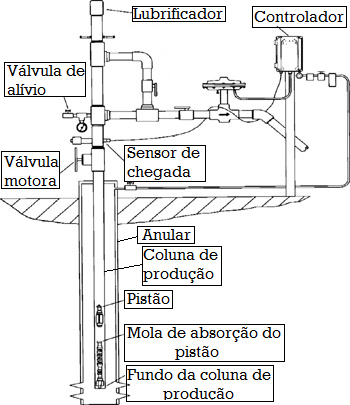 Lubrificador
Controlador
Válvula de
alívio
Sensor de
chegada
Válvula
motora
Anular
Coluna de
produção
Pistão
Mola de absorção do
pistão
Fundo da coluna de
produção